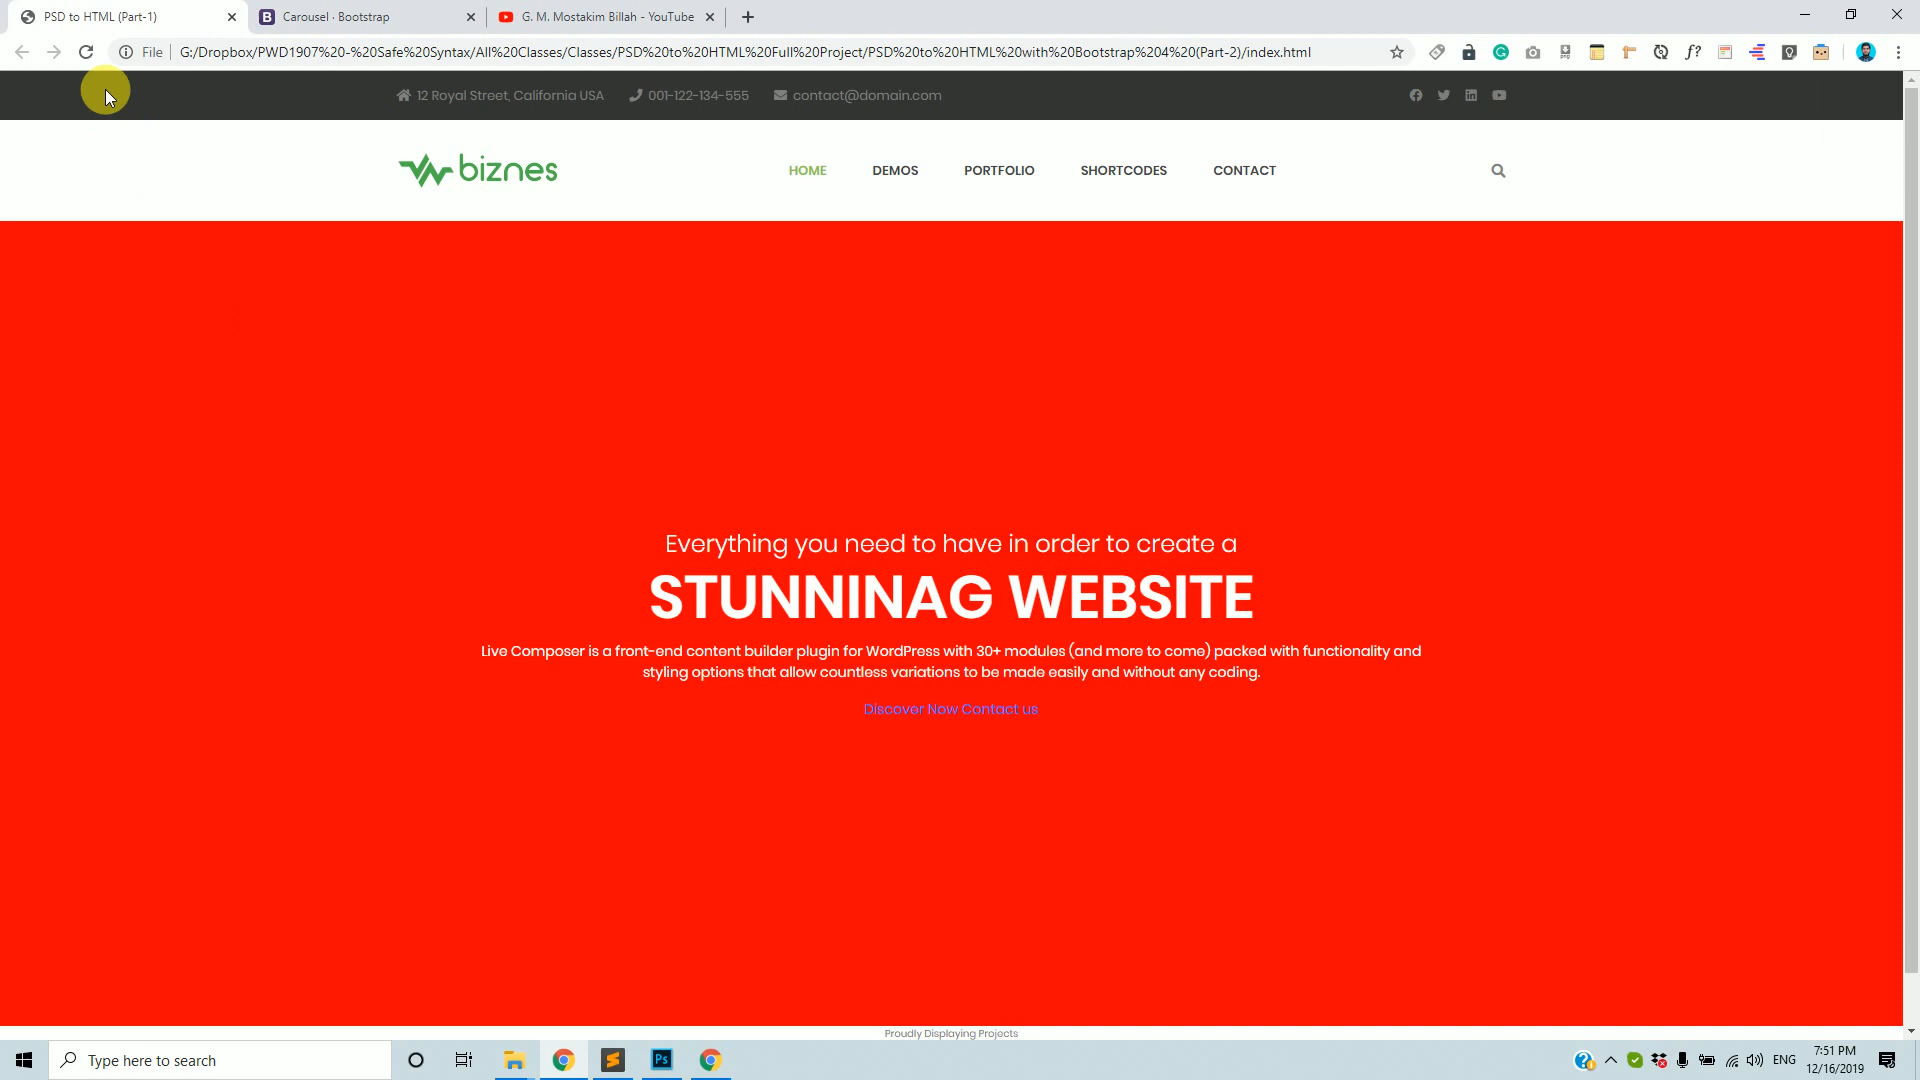 PSD to HTML (Part-1)
Carousel · Bootstrap
G. M. Mostakim Billah - YouTube
File
G:/Dropbox/PWD1907%20-%20Safe%20Syntax/All%20Classes/Classes/PSD%20to%20HTML%20Full%20Project/PSD%20to%20HTML%20with%20Bootstrap%204%20(Part-2)/index.html
12 Royal Street, California USA
001-122-134-555
contact@domain.com
biznes
HOME
DEMOS
PORTFOLIO
SHORTCODES
CONTACT
Everything you need to have in order to create a
STUNNINAG WEBSITE
Live Composer is a front-end content builder plugin for WordPress with 30+ modules (and more to come) packed with functionality and
styling options that allow countless variations to be made easily and without any coding.
Discover Now Contact us
Proudly Displaying Projects
Type here to search
Ps
ENG
7:51 PM
12/16/2019